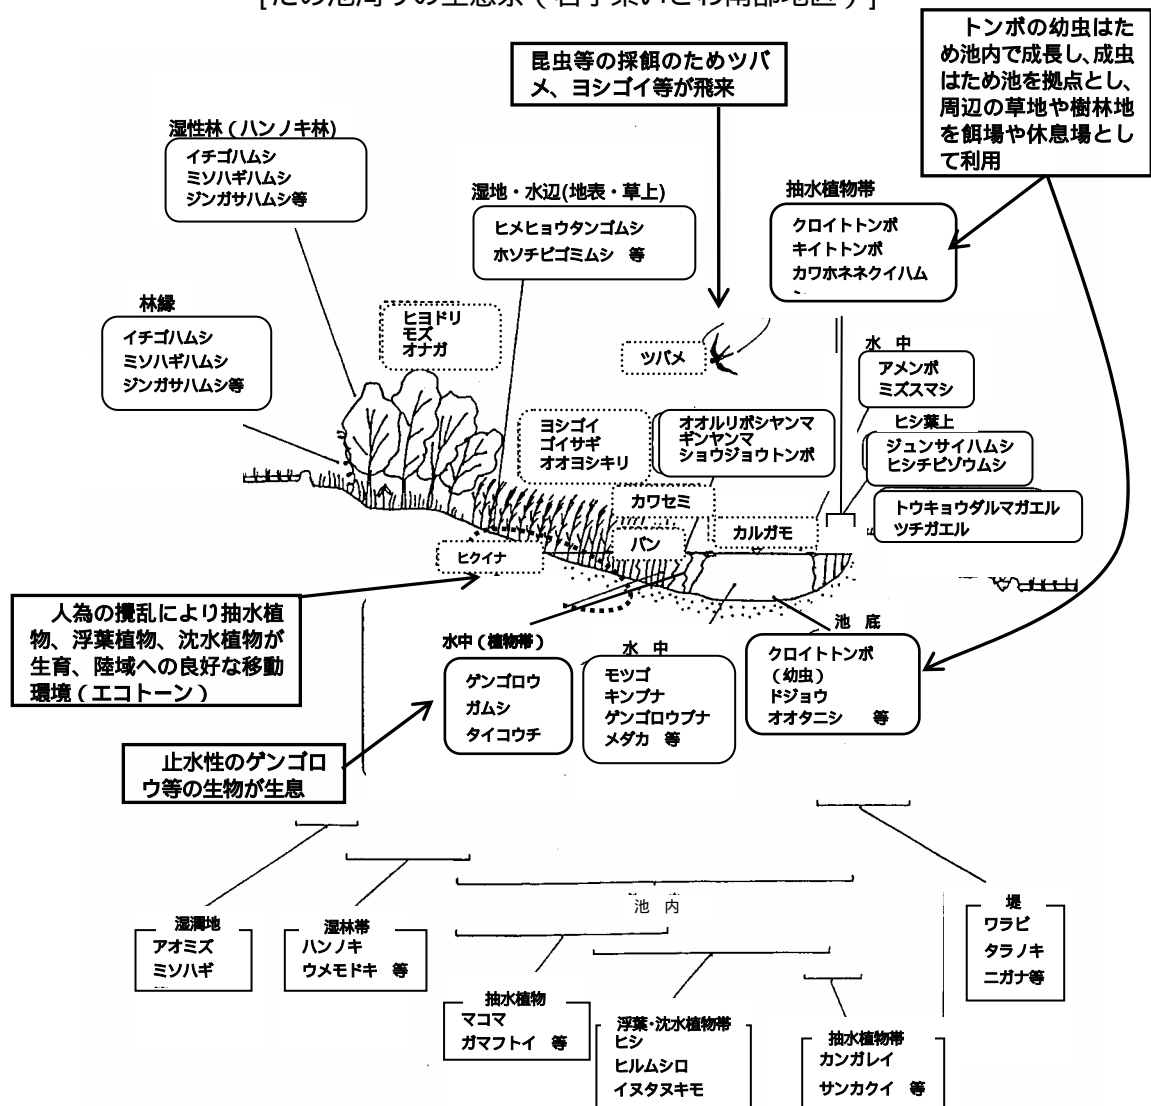 [ため池周りの生態系(岩手県いさわ南部地区)]
トンボの幼虫はた
め池内で成長し、成虫
はため池を拠点とし、
周辺の草地や樹林地
を餌場や休息場とし
て利用
昆虫等の採餌のためツバ
メ、ヨシゴイ等が飛来
湿性林(ハンノキ林)
イチゴハムシ
ミソハギハムシ
ジンガサハムシ等
湿地・水辺(地表・草上)
ヒメヒョウタンゴムシ
ホソチビゴミムシ 等
抽水植物帯
クロイトトンボ
キイトトンボ
カワホネネクイハム
林縁
イチゴハムシ
ミソハギハムシ
ジンガサハムシ等
ヒヨドリ
モズ
オナガ
ツバメ
水 中
アメンボ
ミズスマシ
ヨシゴイ
ゴイサギ
オオヨシキリ
オオルリボシヤンマ
ギンヤンマ
ショウジョウトンボ
ヒシ葉上
ジュンサイハムシ
ヒシチビゾウムシ
カワセミ
トウキョウダルマガエル
ツチガエル
バン
カルガモ
ヒクイナ
人為の攪乱により抽水植
物、浮葉植物、沈水植物が
生育、陸域への良好な移動
環境(エコトーン)
水中(植物帯)
ゲンゴロウ
ガムシ
タイコウチ
水 中
モツゴ
キンブナ
ゲンゴロウブナ
メダカ 等
池 底
クロイトトンボ
(幼虫)
ドジョウ
オオタニシ 等
止水性のゲンゴロ
ウ等の生物が生息
池 内
湿潤地
アオミズ
ミソハギ
湿林帯
ハンノキ
ウメモドキ 等
堤
ワラビ
タラノキ
ニガナ等
抽水植物
マコマ
ガマフトイ 等
浮葉・沈水植物帯
ヒシ
ヒルムシロ
イヌタヌキモ
抽水植物帯
カンガレイ
サンカクイ 等